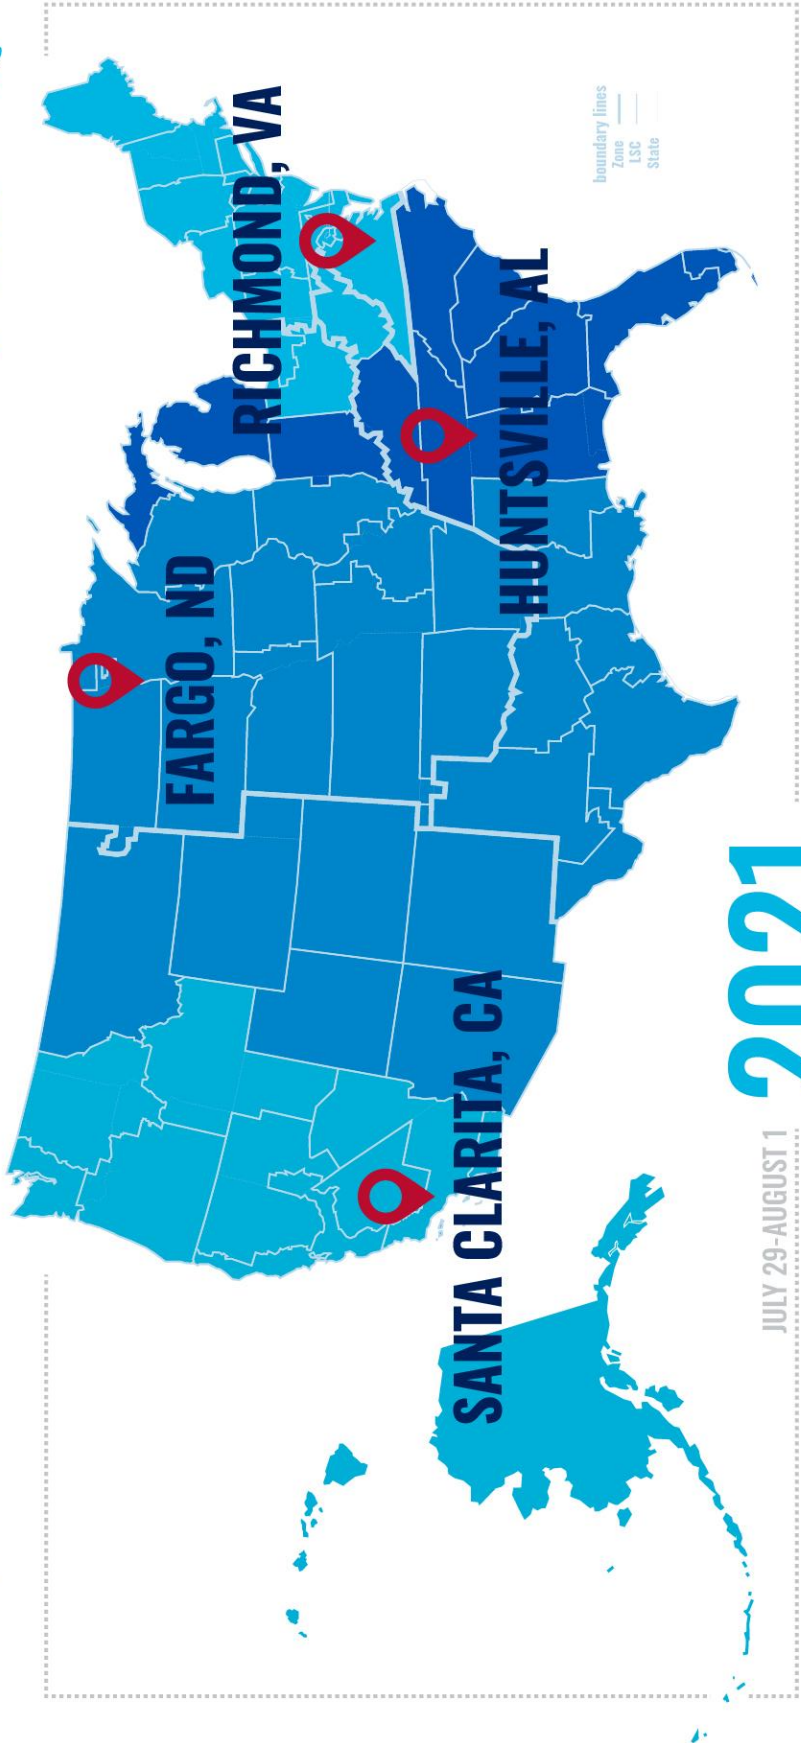 RICHMOND, VA
FARGO, ND
HUNTSVILLE, AL
SANTA CLARITA, CA
boundary lines
Zone
LSC
State
JULY 29-AUGUST 1
2021